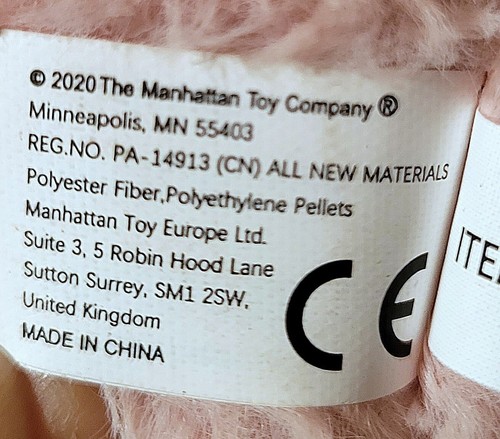 © 2020 The Manhattan Toy Company ®
Minneapolis, MN 55403
REG.NO. PA-14913 (CN) ALL NEW MATERIALS
Polyester Fiber,Polyethylene Pellets
Manhattan Toy Europe Ltd.
Suite 3, 5 Robin Hood Lane
Sutton Surrey, SM1 2SW,
United Kingdom
MADE IN CHINA
CE